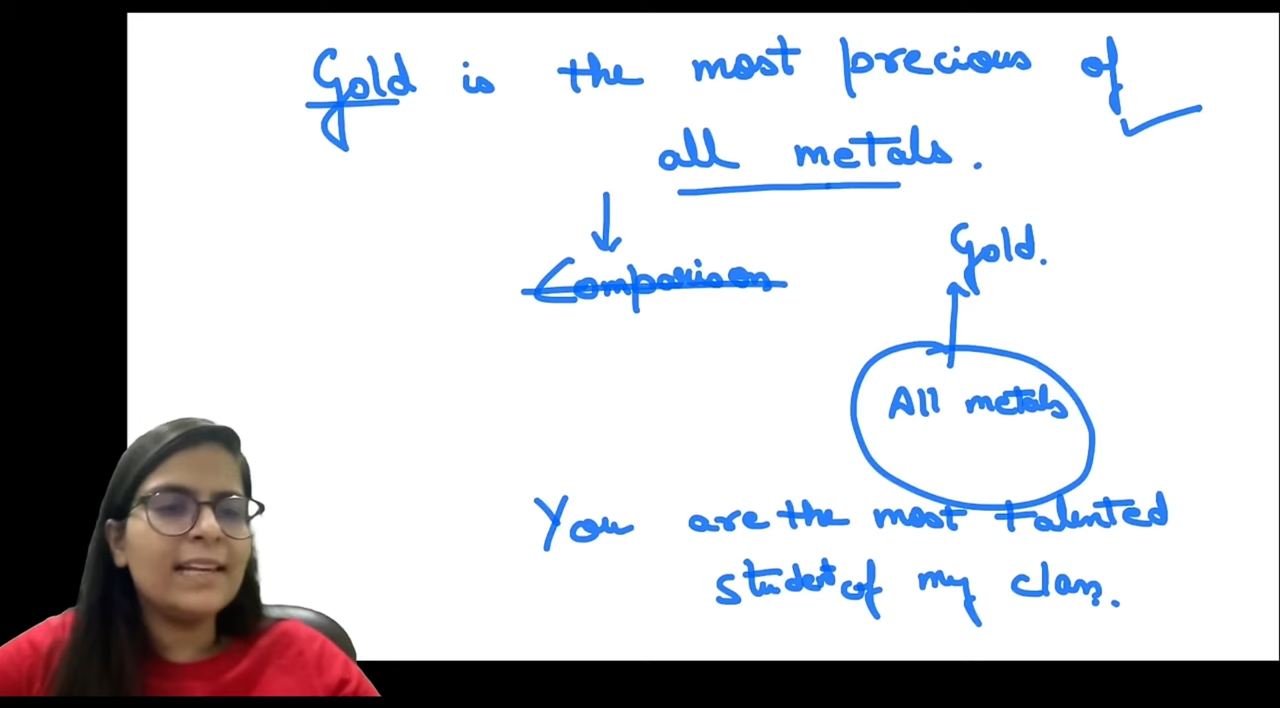 Gold is the most precious of
all metals.
Comparison
Gold.
All metals
You are the most talented
student of my class.